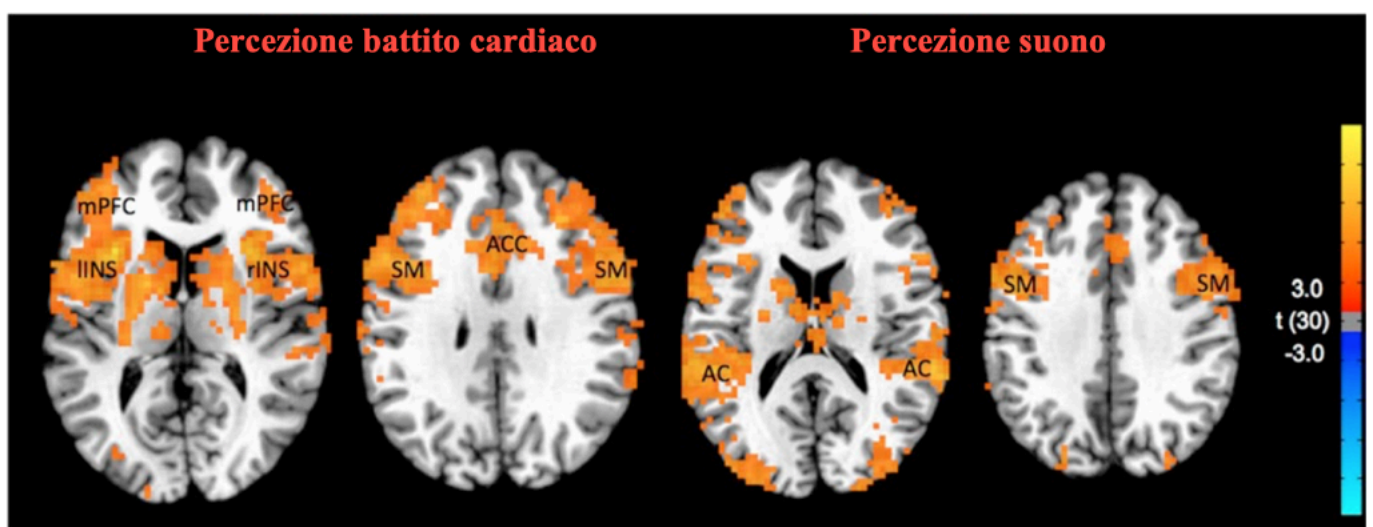 Percezione battito cardiaco
Percezione suono
mPFC
mPFC
lINS
rINS
ACC
SM
SM
AC
AC
SM
SM
3.0
t (30)
-3.0